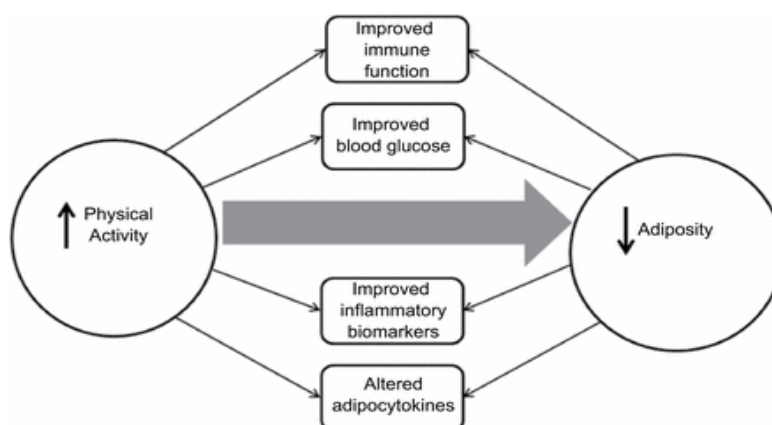 Improved
immune
function
Improved
blood glucose
Physical
Activity
Adiposity
Improved
inflammatory
biomarkers
Altered
adipocytokines